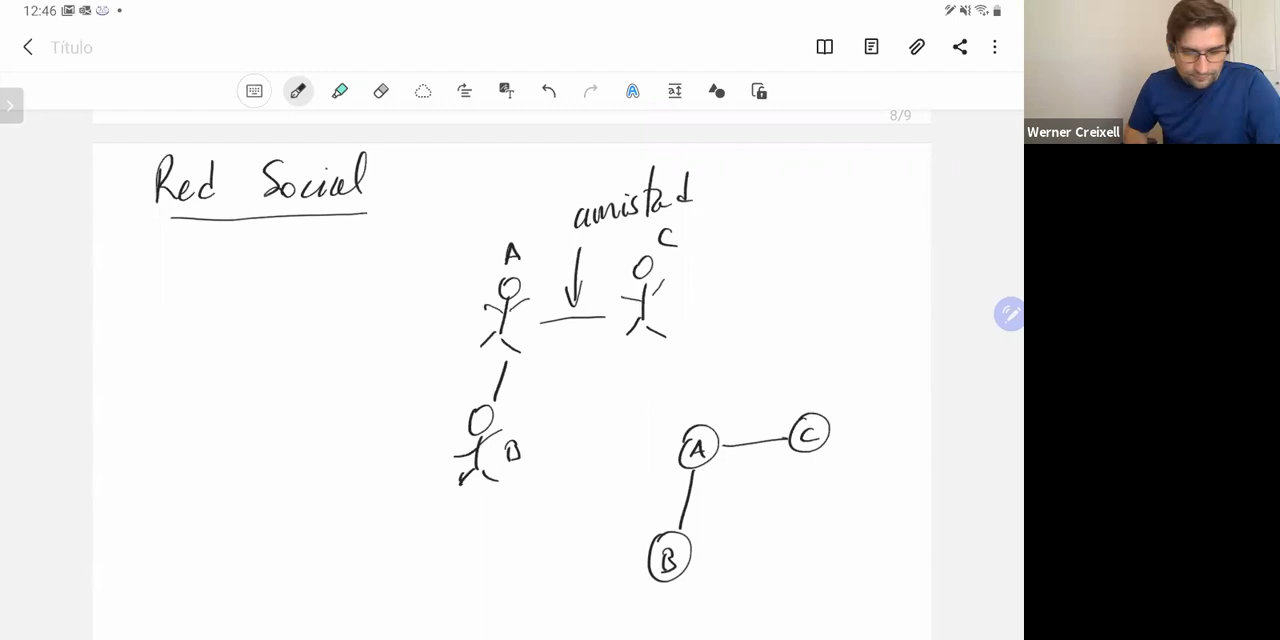 12:46
Título
8/9
Red Social
amistad
A
C
B
A
C
B
Werner Creixell